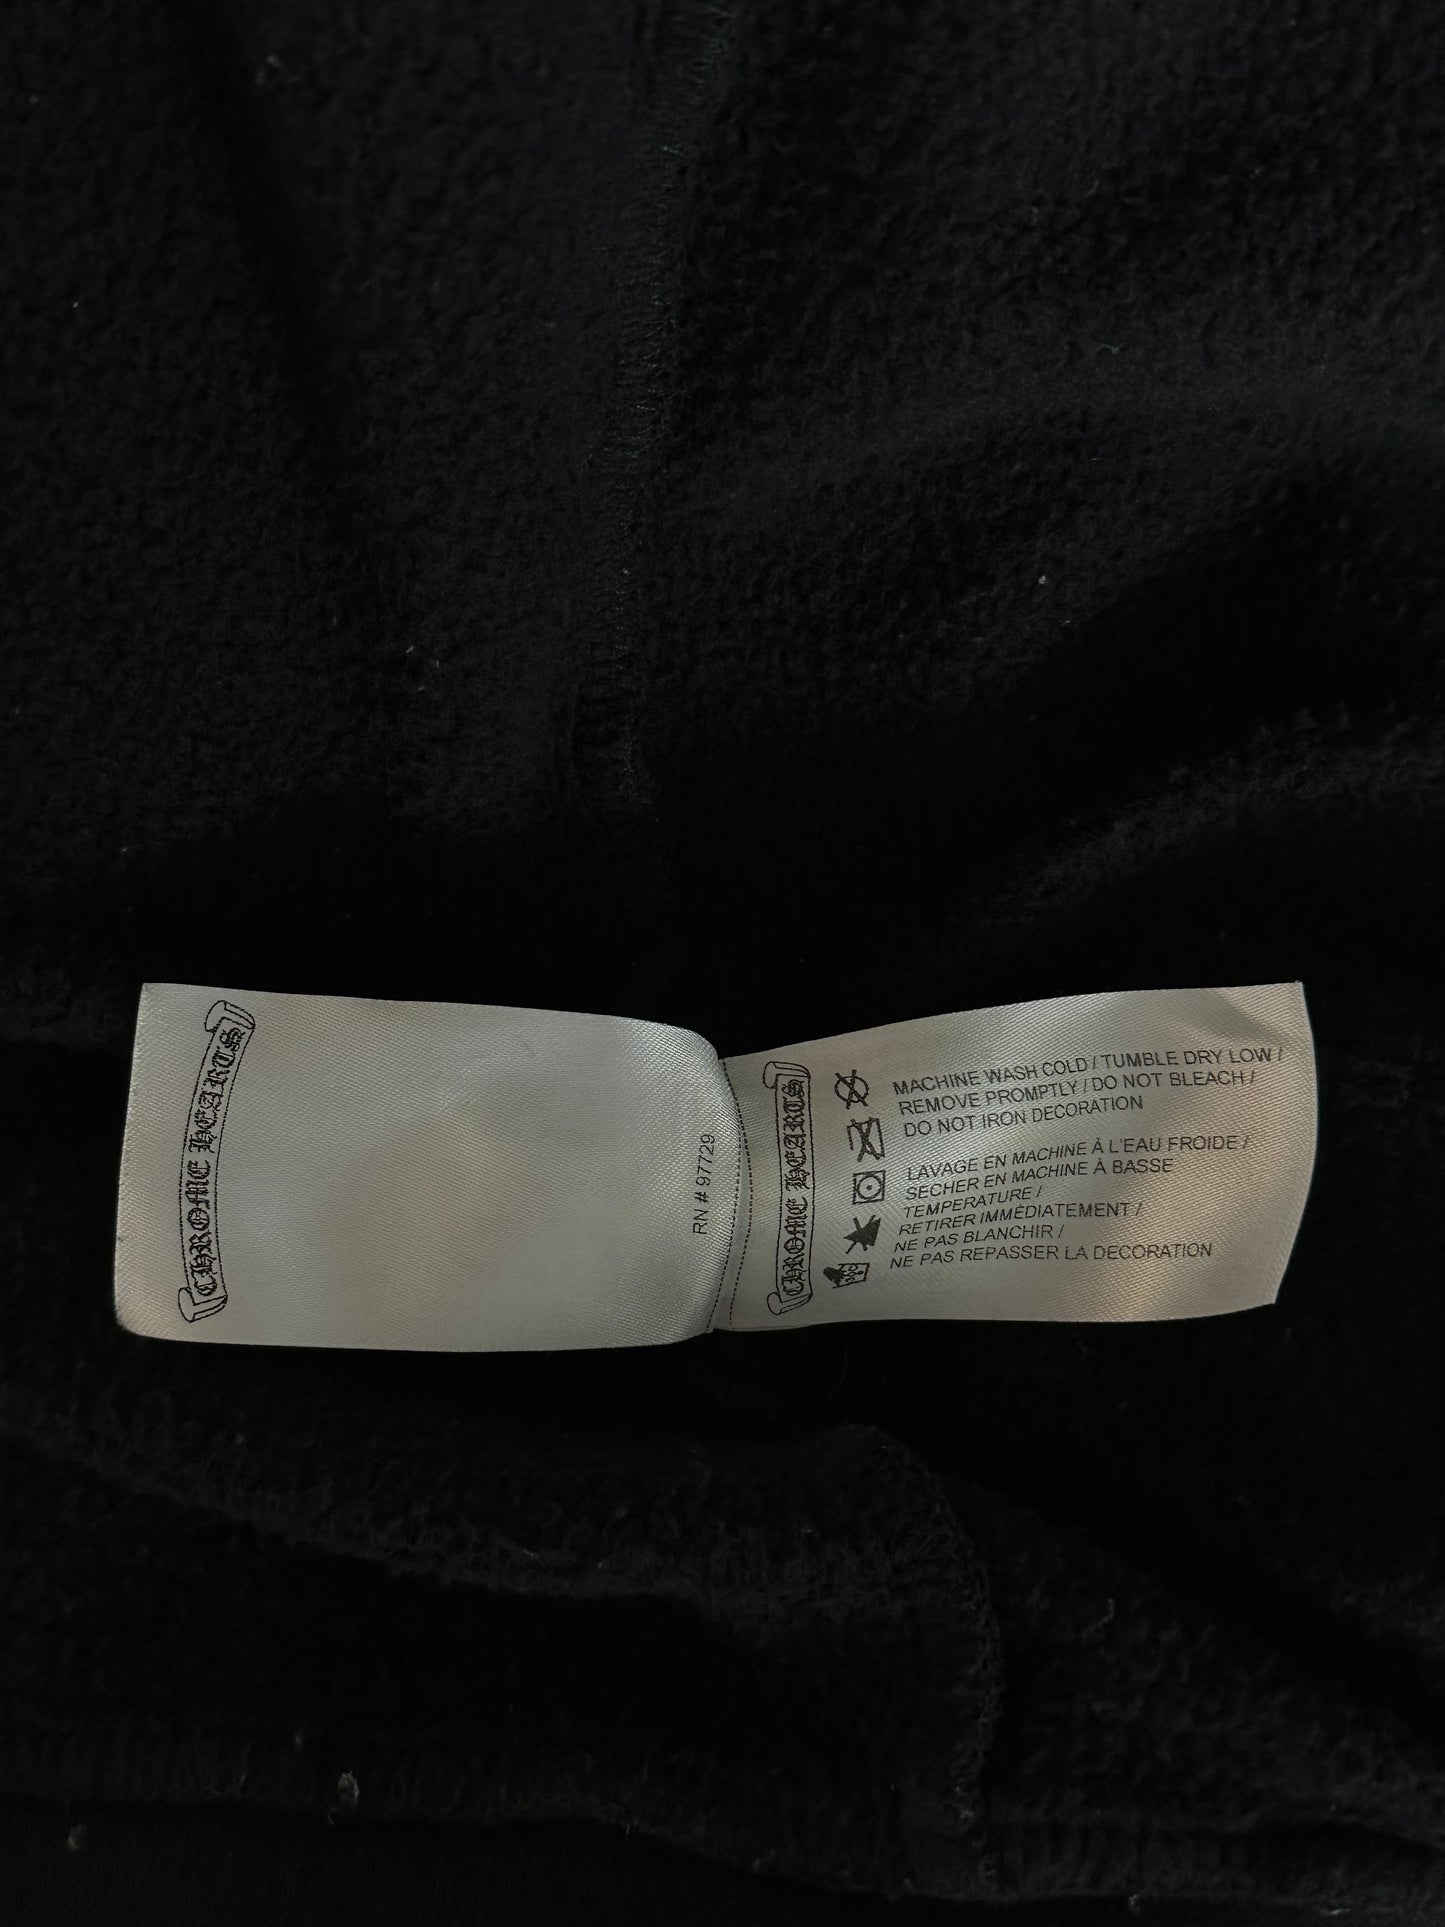 CHROME HEARTS
RN # 97729
CHROME HEARTS
MACHINE WASH COLD / TUMBLE DRY LOW /
REMOVE PROMPTLY / DO NOT BLEACH /
DO NOT IRON DECORATION
LAVAGE EN MACHINE À L'EAU FROIDE /
SECHER EN MACHINE À BASSE
TEMPERATURE /
RETIRER IMMÉDIATEMENT /
NE PAS BLANCHIR /
NE PAS REPASSER LA DECORATION